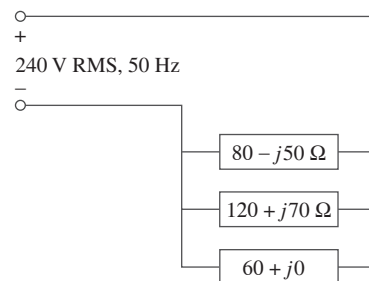 +
240 V RMS, 50 Hz
–
80 – j50 Ω
120 + j70 Ω
60 + j0